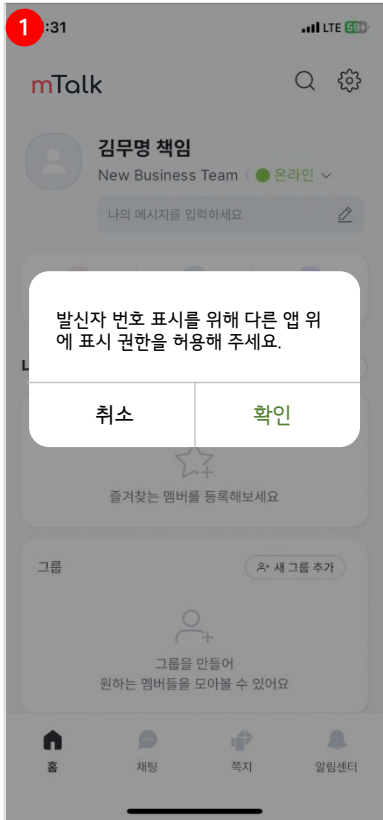 1
:31
LTE 59
mTalk
김무명 책임
New Business Team 온라인
나의 메시지를 입력하세요
발신자 번호 표시를 위해 다른 앱 위
에 표시 권한을 허용해 주세요.
L
취소 확인
즐겨찾는 멤버를 등록해보세요
그룹 새 그룹 추가
그룹을 만들어
원하는 멤버들을 모아볼 수 있어요
홈 채팅 쪽지 알림센터